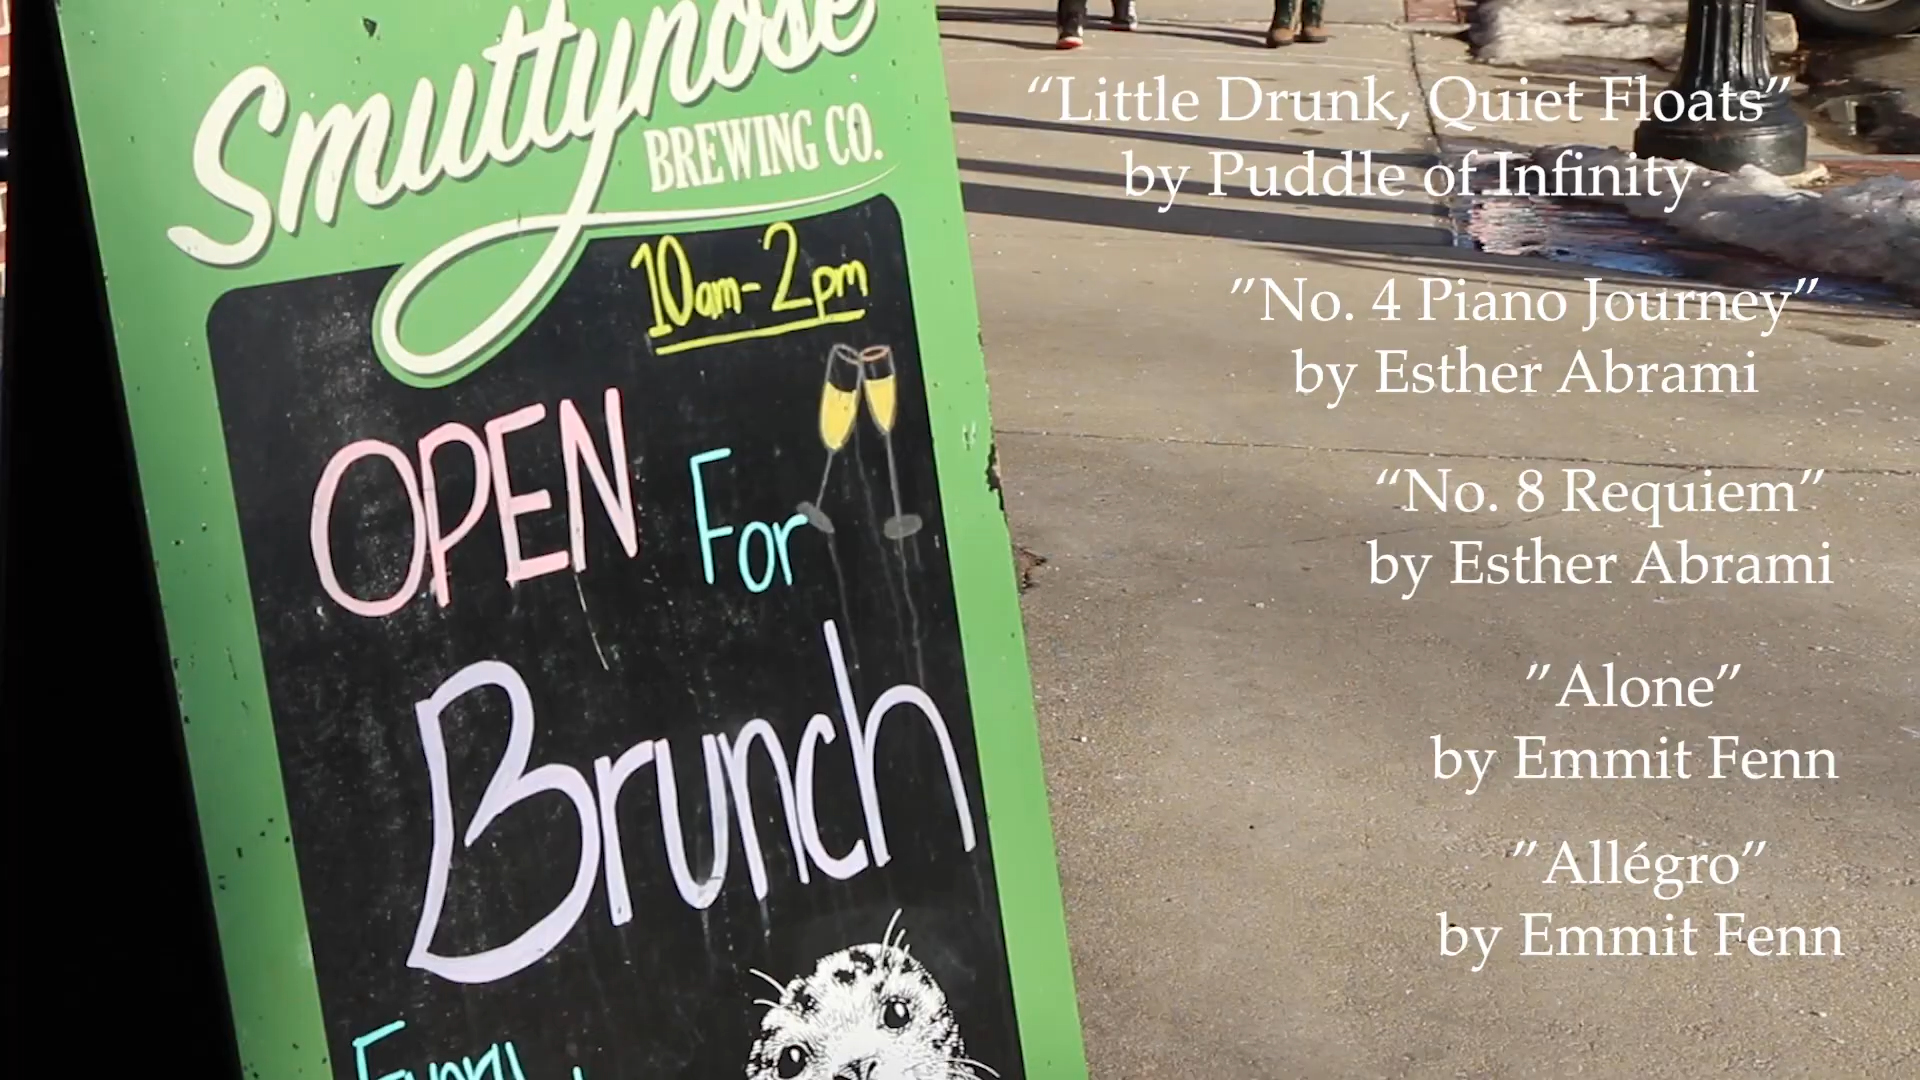 Smuttynose
BREWING CO.
10am-2pm
OPEN For
Brunch
Every
“Little Drunk, Quiet Floats”
by Puddle of Infinity
”No. 4 Piano Journey”
by Esther Abrami
“No. 8 Requiem”
by Esther Abrami
”Alone”
by Emmit Fenn
”Allégro”
by Emmit Fenn